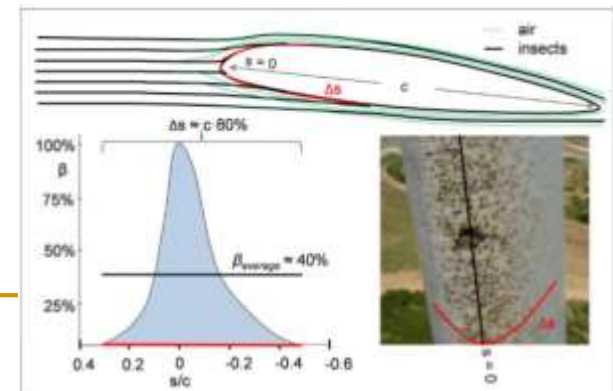 air
insects
s = 0
c
Δs
Δs ≈ c·80%
100%
β
75%
50%
25%
βaverage ≈ 40%
0.4 0.2 0 -0.2 -0.4 -0.6
s/c
Δs
s = 0